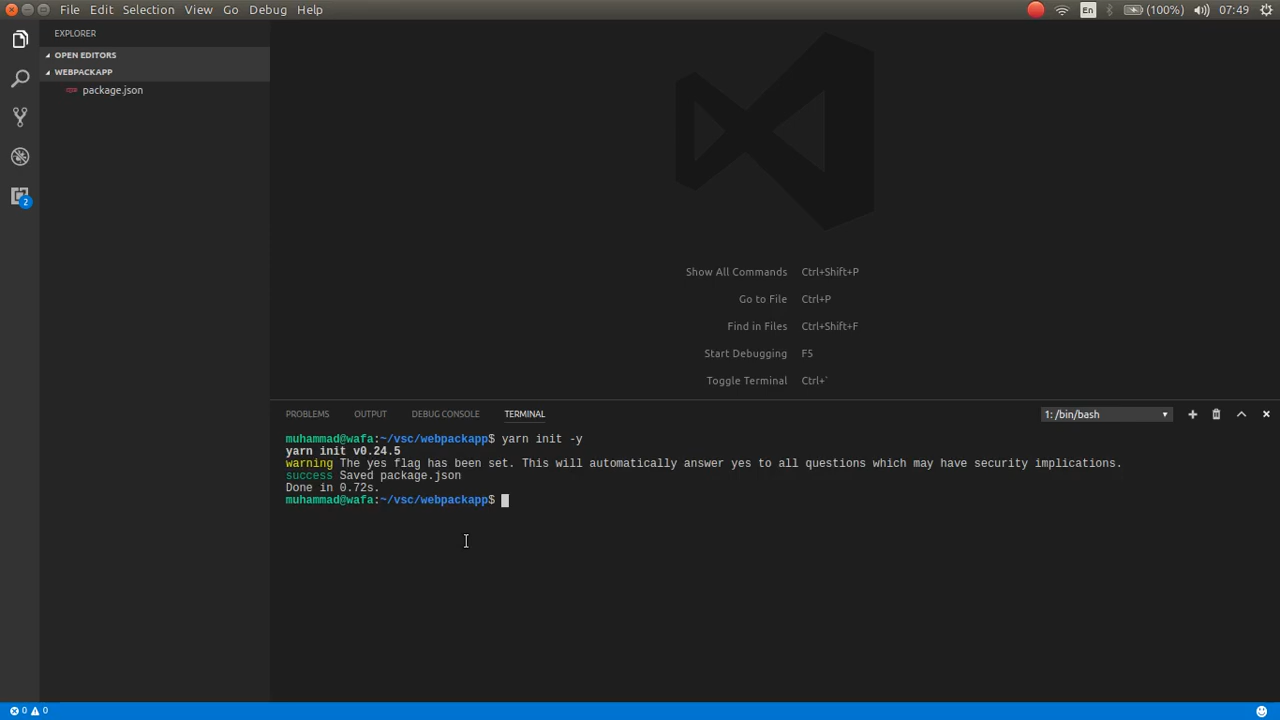 File Edit Selection View Go Debug Help
En (100%) 07:49
EXPLORER
OPEN EDITORS
WEBPACKAPP
package.json
2
Show All Commands Ctrl+Shift+P
Go to File Ctrl+P
Find in Files Ctrl+Shift+F
Start Debugging F5
Toggle Terminal Ctrl+`
PROBLEMS OUTPUT DEBUG CONSOLE TERMINAL 1: /bin/bash
muhammad@wafa:~/vsc/webpackapp$ yarn init -y
yarn init v0.24.5
warning The yes flag has been set. This will automatically answer yes to all questions which may have security implications.
success Saved package.json
Done in 0.72s.
muhammad@wafa:~/vsc/webpackapp$
0 0